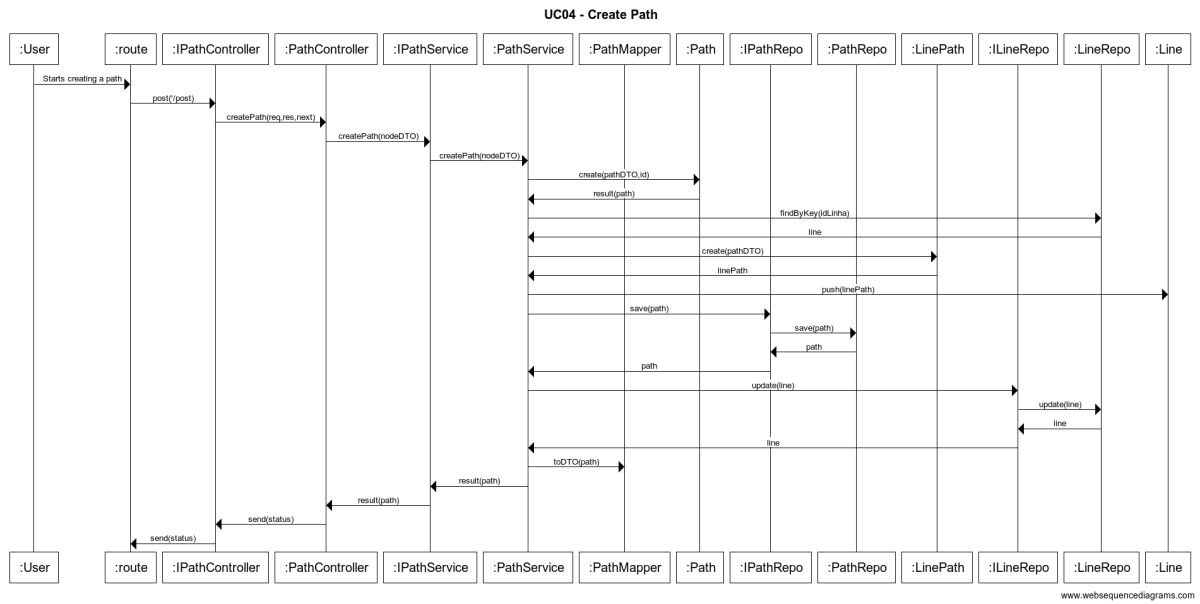 UC04 - Create Path
:User :route :IPathController :PathController :IPathService :PathService :PathMapper :Path :IPathRepo :PathRepo :LinePath :ILineRepo :LineRepo :Line
Starts creating a path
post('/post)
createPath(req,res,next)
createPath(nodeDTO)
createPath(nodeDTO)
create(pathDTO,id)
result(path)
findByKey(idLinha)
line
create(pathDTO)
linePath
push(linePath)
save(path)
save(path)
path
path
update(line)
update(line)
line
line
toDTO(path)
result(path)
result(path)
send(status)
send(status)
:User :route :IPathController :PathController :IPathService :PathService :PathMapper :Path :IPathRepo :PathRepo :LinePath :ILineRepo :LineRepo :Line
www.websequencediagrams.com